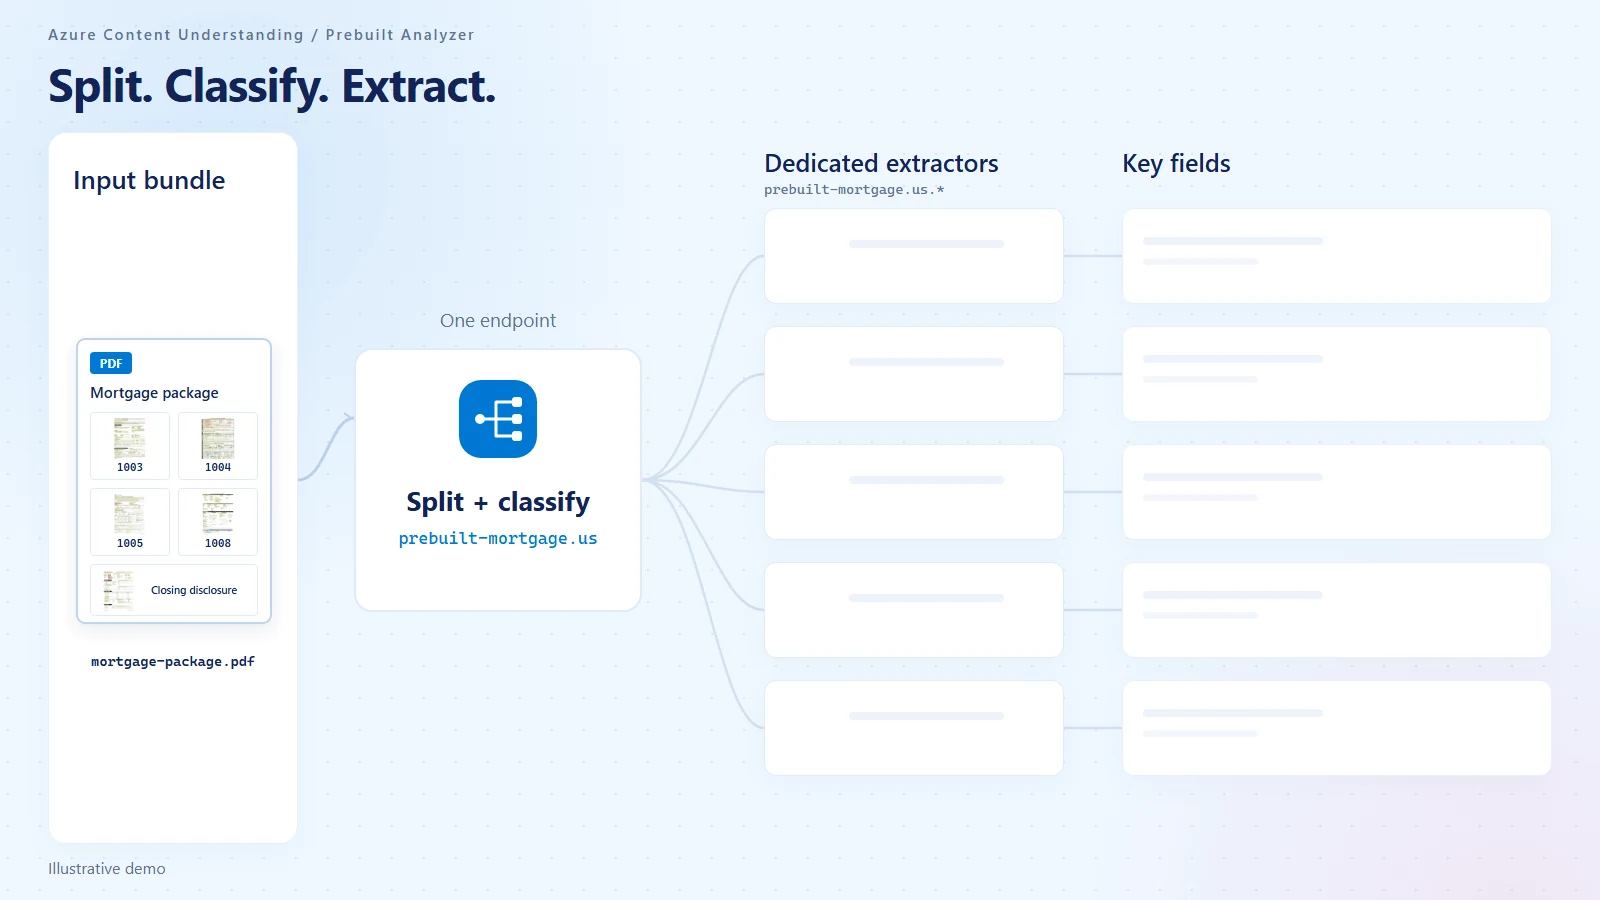 Azure Content Understanding / Prebuilt Analyzer
Split. Classify. Extract.
Input bundle
PDF
Mortgage package
1003
1004
1005
1008
Closing disclosure
mortgage-package.pdf
One endpoint
Split + classify
prebuilt-mortgage.us
Dedicated extractors
prebuilt-mortgage.us.*
Key fields
Illustrative demo